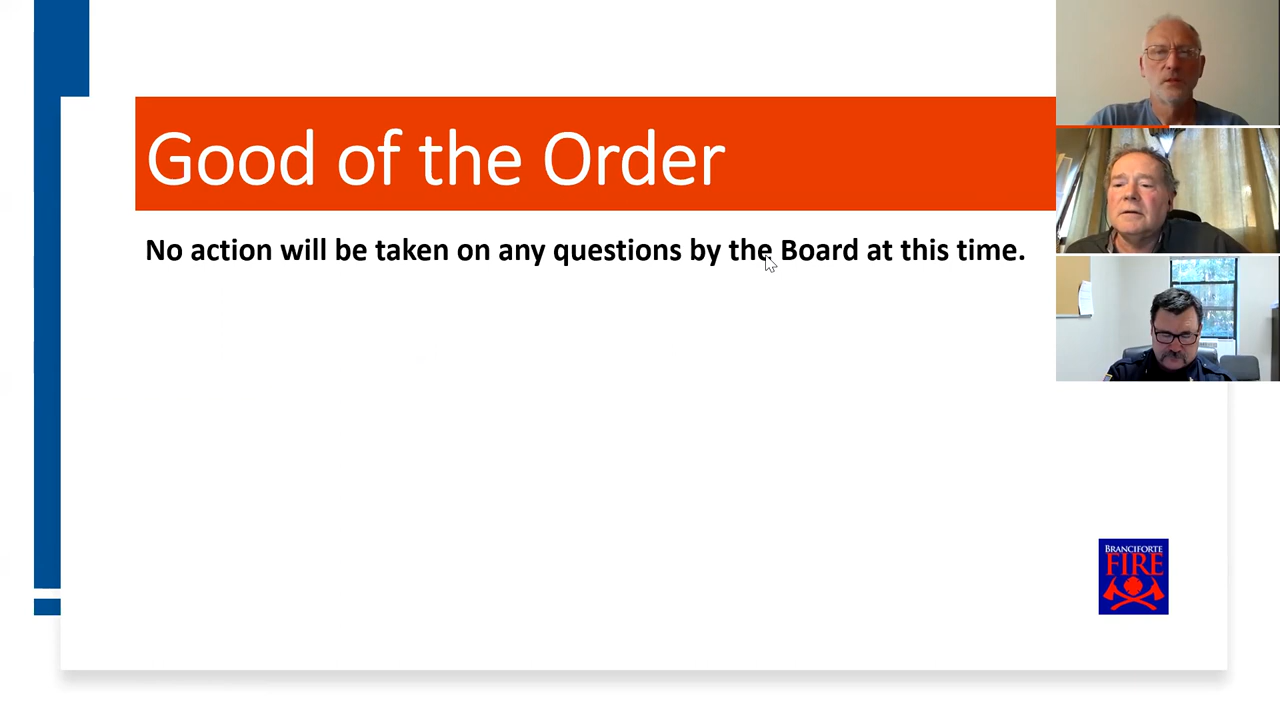 Good of the Order
No action will be taken on any questions by the Board at this time.
BRANCIFORTE
FIRE